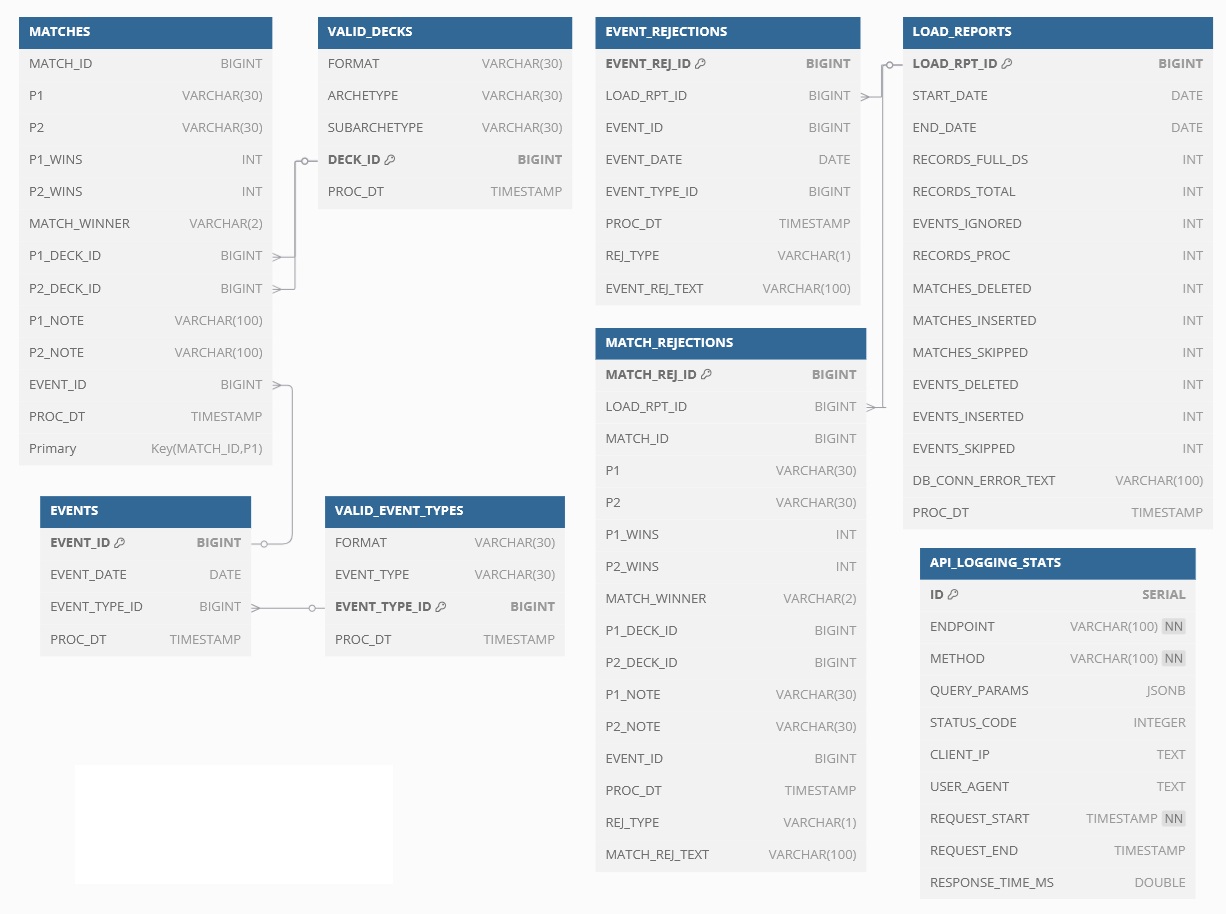 MATCHES
MATCH_ID BIGINT
P1 VARCHAR(30)
P2 VARCHAR(30)
P1_WINS INT
P2_WINS INT
MATCH_WINNER VARCHAR(2)
P1_DECK_ID BIGINT
P2_DECK_ID BIGINT
P1_NOTE VARCHAR(100)
P2_NOTE VARCHAR(100)
EVENT_ID BIGINT
PROC_DT TIMESTAMP
Primary Key(MATCH_ID,P1)
VALID_DECKS
FORMAT VARCHAR(30)
ARCHETYPE VARCHAR(30)
SUBARCHETYPE VARCHAR(30)
DECK_ID BIGINT
PROC_DT TIMESTAMP
EVENTS
EVENT_ID BIGINT
EVENT_DATE DATE
EVENT_TYPE_ID BIGINT
PROC_DT TIMESTAMP
VALID_EVENT_TYPES
FORMAT VARCHAR(30)
EVENT_TYPE VARCHAR(30)
EVENT_TYPE_ID BIGINT
PROC_DT TIMESTAMP
EVENT_REJECTIONS
EVENT_REJ_ID BIGINT
LOAD_RPT_ID BIGINT
EVENT_ID BIGINT
EVENT_DATE DATE
EVENT_TYPE_ID BIGINT
PROC_DT TIMESTAMP
REJ_TYPE VARCHAR(1)
EVENT_REJ_TEXT VARCHAR(100)
MATCH_REJECTIONS
MATCH_REJ_ID BIGINT
LOAD_RPT_ID BIGINT
MATCH_ID BIGINT
P1 VARCHAR(30)
P2 VARCHAR(30)
P1_WINS INT
P2_WINS INT
MATCH_WINNER VARCHAR(2)
P1_DECK_ID BIGINT
P2_DECK_ID BIGINT
P1_NOTE VARCHAR(30)
P2_NOTE VARCHAR(30)
EVENT_ID BIGINT
PROC_DT TIMESTAMP
REJ_TYPE VARCHAR(1)
MATCH_REJ_TEXT VARCHAR(100)
LOAD_REPORTS
LOAD_RPT_ID BIGINT
START_DATE DATE
END_DATE DATE
RECORDS_FULL_DS INT
RECORDS_TOTAL INT
EVENTS_IGNORED INT
RECORDS_PROC INT
MATCHES_DELETED INT
MATCHES_INSERTED INT
MATCHES_SKIPPED INT
EVENTS_DELETED INT
EVENTS_INSERTED INT
EVENTS_SKIPPED INT
DB_CONN_ERROR_TEXT VARCHAR(100)
PROC_DT TIMESTAMP
API_LOGGING_STATS
ID SERIAL
ENDPOINT VARCHAR(100) NN
METHOD VARCHAR(100) NN
QUERY_PARAMS JSONB
STATUS_CODE INTEGER
CLIENT_IP TEXT
USER_AGENT TEXT
REQUEST_START TIMESTAMP NN
REQUEST_END TIMESTAMP
RESPONSE_TIME_MS DOUBLE